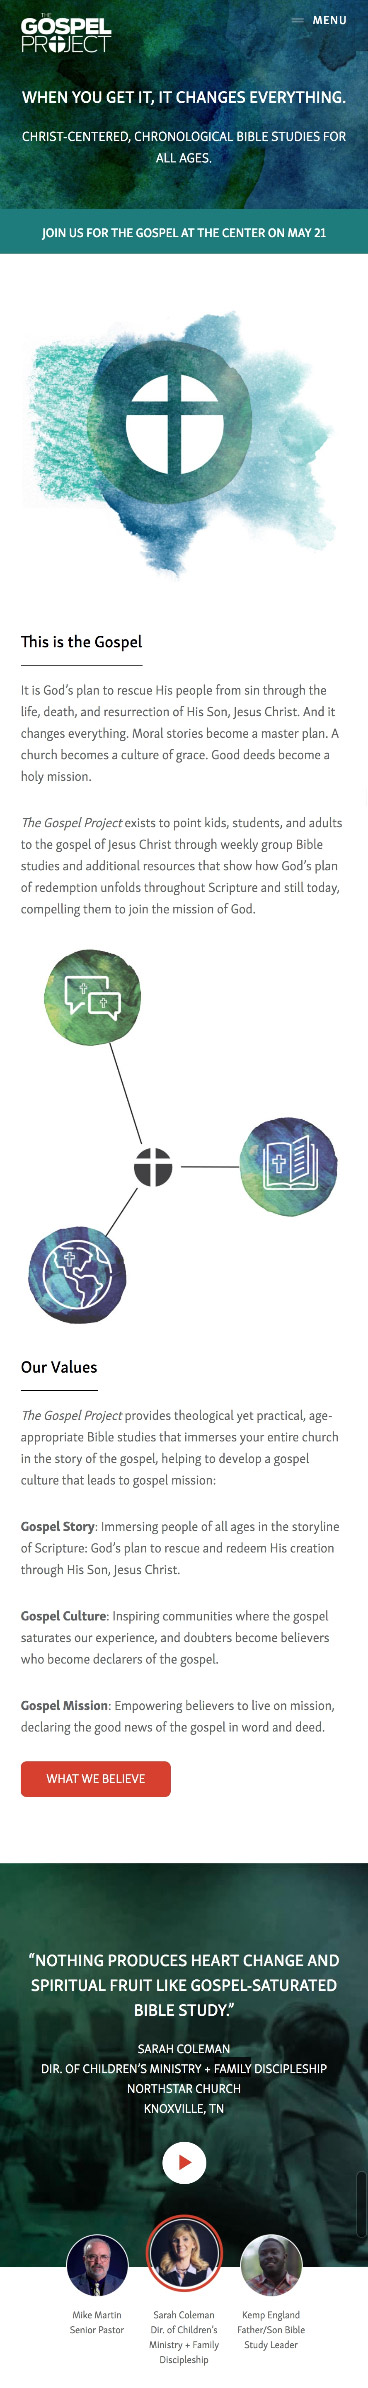 THE
GOSPEL
PROJECT
MENU
WHEN YOU GET IT, IT CHANGES EVERYTHING.
CHRIST-CENTERED, CHRONOLOGICAL BIBLE STUDIES FOR
ALL AGES.
JOIN US FOR THE GOSPEL AT THE CENTER ON MAY 21
This is the Gospel
It is God's plan to rescue His people from sin through the
life, death, and resurrection of His Son, Jesus Christ. And it
changes everything. Moral stories become a master plan. A
church becomes a culture of grace. Good deeds become a
holy mission.
The Gospel Project exists to point kids, students, and adults
to the gospel of Jesus Christ through weekly group Bible
studies and additional resources that show how God's plan
of redemption unfolds throughout Scripture and still today,
compelling them to join the mission of God.
Our Values
The Gospel Project provides theological yet practical, age-
appropriate Bible studies that immerses your entire church
in the story of the gospel, helping to develop a gospel
culture that leads to gospel mission:
Gospel Story: Immersing people of all ages in the storyline
of Scripture: God's plan to rescue and redeem His creation
through His Son, Jesus Christ.
Gospel Culture: Inspiring communities where the gospel
saturates our experience, and doubters become believers
who become declarers of the gospel.
Gospel Mission: Empowering believers to live on mission,
declaring the good news of the gospel in word and deed.
WHAT WE BELIEVE
"NOTHING PRODUCES HEART CHANGE AND
SPIRITUAL FRUIT LIKE GOSPEL-SATURATED
BIBLE STUDY."
SARAH COLEMAN
DIR. OF CHILDREN'S MINISTRY + FAMILY DISCIPLESHIP
NORTHSTAR CHURCH
KNOXVILLE, TN
Mike Martin
Senior Pastor
Sarah Coleman
Dir. of Children's
Ministry + Family
Discipleship
Kemp England
Father/Son Bible
Study Leader